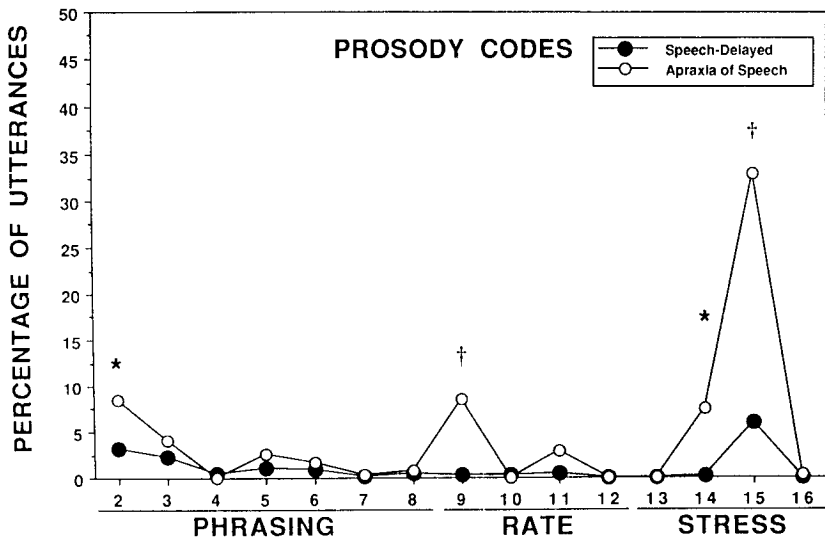 PROSODY CODES
Speech-Delayed
Apraxia of Speech
PERCENTAGE OF UTTERANCES
50
45
40
35
30
25
20
15
10
5
0
* † * †
2 3 4 5 6 7 8 9 10 11 12 13 14 15 16
PHRASING RATE STRESS